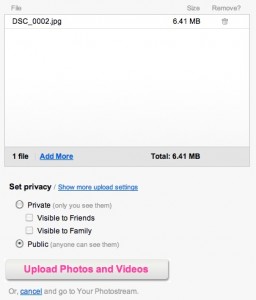 File Size Remove?
DSC_0002.jpg 6.41 MB
1 file Add More Total: 6.41 MB
Set privacy / Show more upload settings
Private (only you see them)
Visible to Friends
Visible to Family
Public (anyone can see them)
Upload Photos and Videos
Or, cancel and go to Your Photostream.